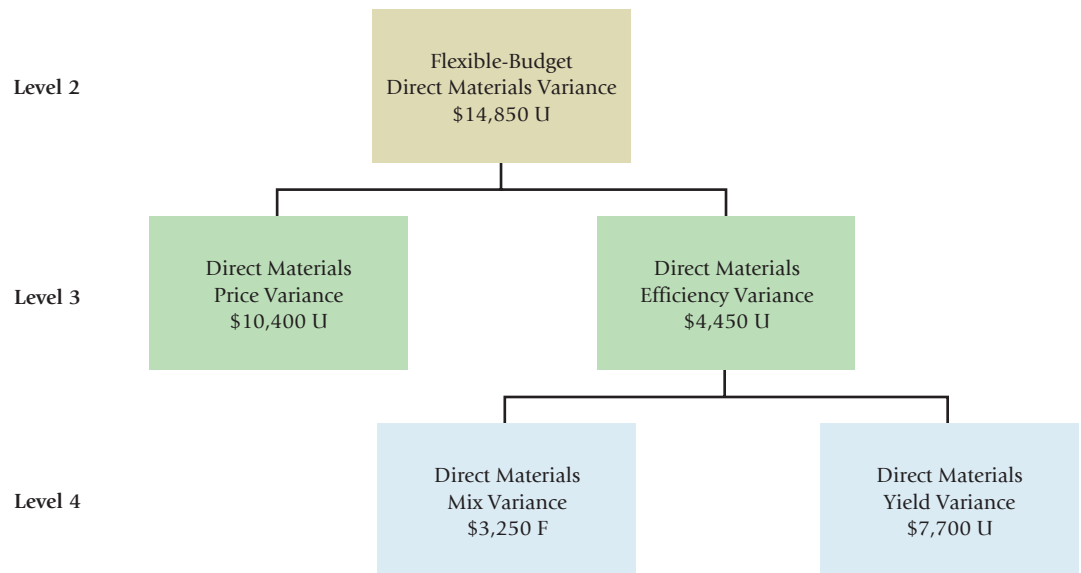 Level 2
Flexible-Budget
Direct Materials Variance
$14,850 U
Level 3
Direct Materials
Price Variance
$10,400 U
Direct Materials
Efficiency Variance
$4,450 U
Level 4
Direct Materials
Mix Variance
$3,250 F
Direct Materials
Yield Variance
$7,700 U